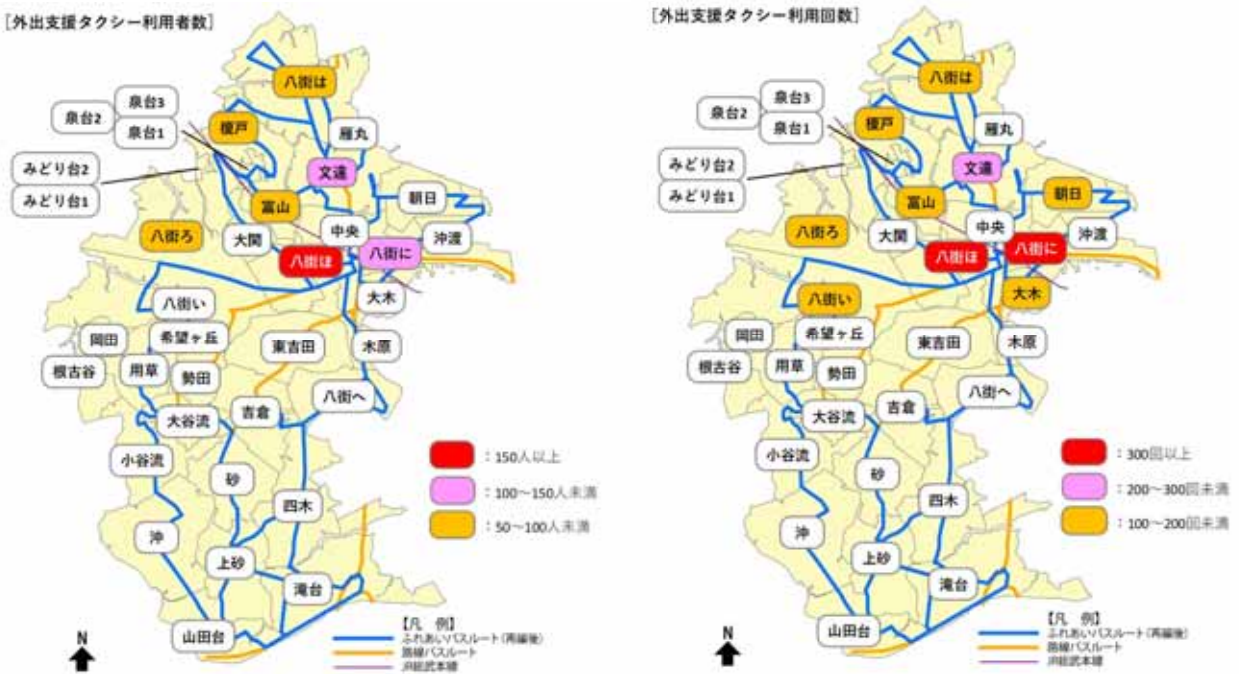 [外出支援タクシー利用者数]
八街は
泉台3
泉台2
泉台1
榎戸
雁丸
みどり台2
文違
みどり台1
富山
朝日
八街ろ
大関
中央
沖渡
八街ほ
八街に
八街い
大木
岡田
希望ヶ丘
東吉田
木原
根古谷
用草
勢田
八街へ
大谷流
吉倉
小谷流
砂
四木
沖
上砂
滝台
山田台
:150人以上
:100~150人未満
:50~100人未満
N
【凡 例】
ふれあいバスルート(再編後)
路線バスルート
JR総武本線
[外出支援タクシー利用回数]
八街は
泉台3
泉台2
泉台1
榎戸
雁丸
みどり台2
文違
みどり台1
富山
朝日
八街ろ
大関
中央
沖渡
八街ほ
八街に
八街い
大木
岡田
希望ヶ丘
東吉田
木原
根古谷
用草
勢田
八街へ
大谷流
吉倉
小谷流
砂
四木
沖
上砂
滝台
山田台
:300回以上
:200~300回未満
:100~200回未満
N
【凡 例】
ふれあいバスルート(再編後)
路線バスルート
JR総武本線